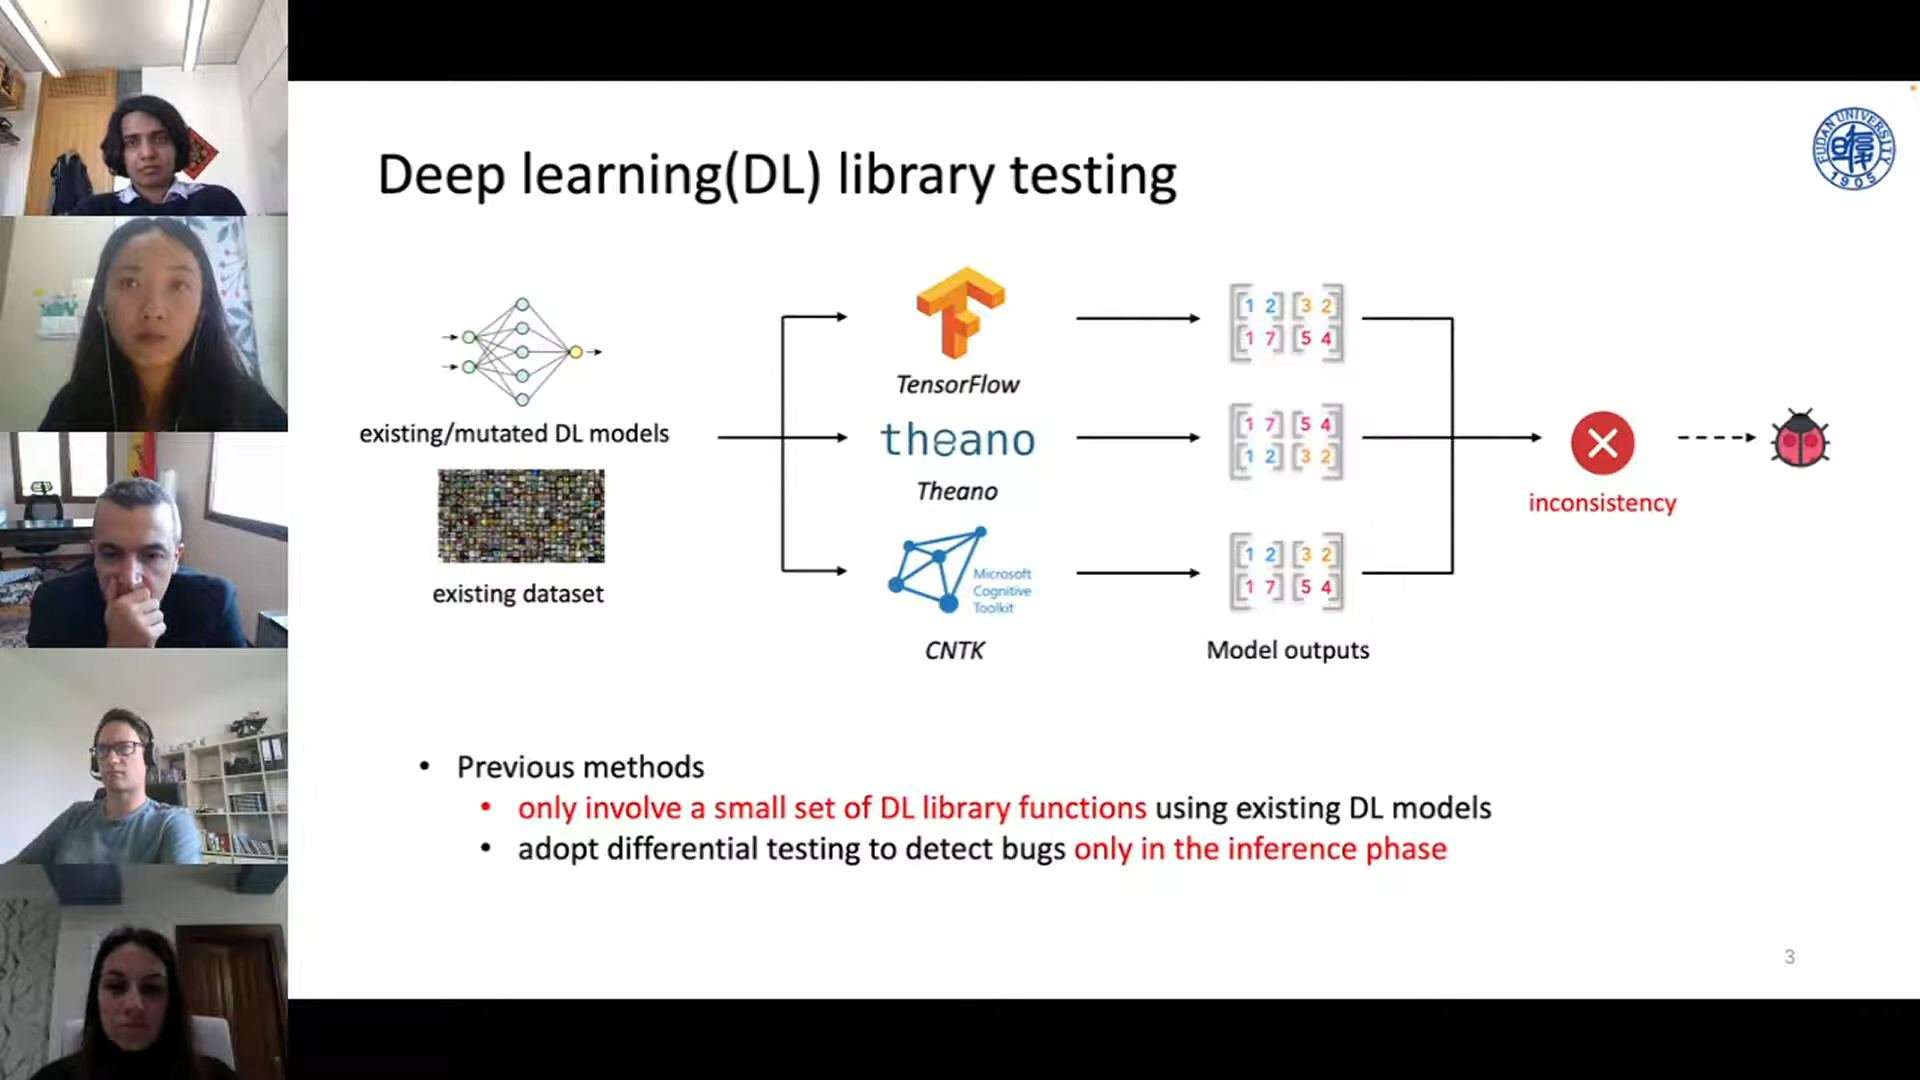 Deep learning(DL) library testing
FUDAN UNIVERSITY
1905
existing/mutated DL models
existing dataset
TensorFlow
theano
Theano
Microsoft
Cognitive
Toolkit
CNTK
1 2 3 2
1 7 5 4
1 7 5 4
1 2 3 2
1 2 3 2
1 7 5 4
Model outputs
inconsistency
• Previous methods
• only involve a small set of DL library functions using existing DL models
• adopt differential testing to detect bugs only in the inference phase
3